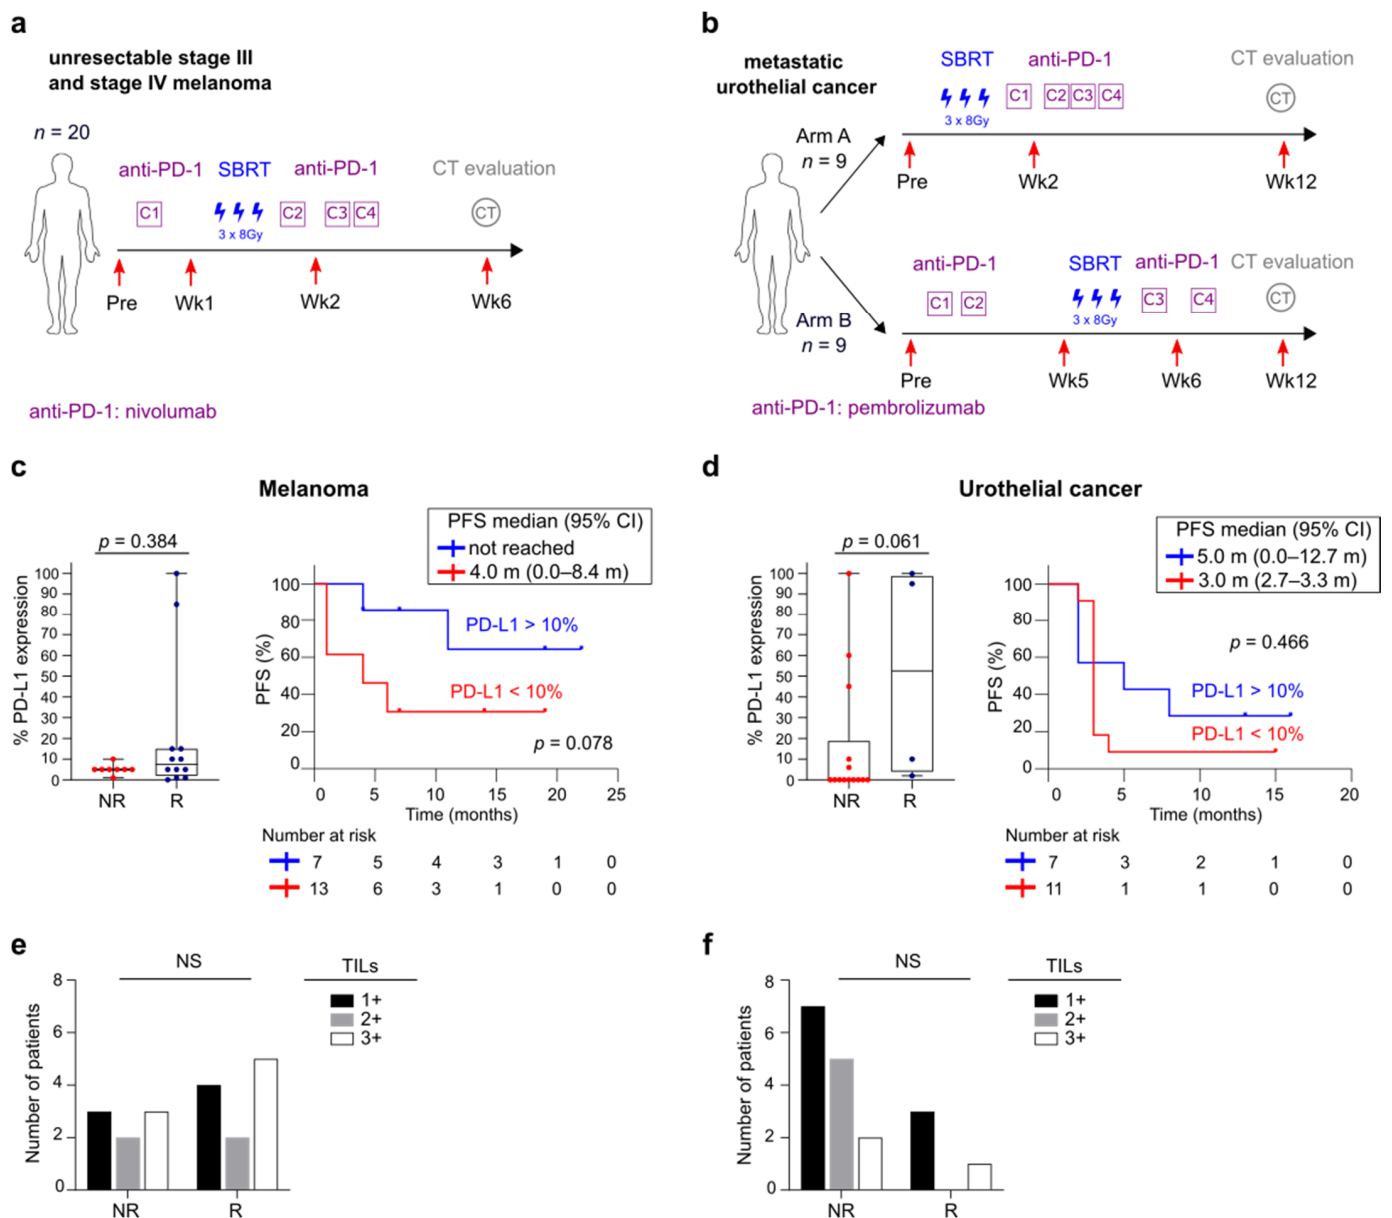 a
unresectable stage III
and stage IV melanoma
n = 20
anti-PD-1 SBRT anti-PD-1 CT evaluation
C1 C2 C3 C4 CT
3 x 8Gy
Pre Wk1 Wk2 Wk6
anti-PD-1: nivolumab
b
metastatic
urothelial cancer
SBRT anti-PD-1 CT evaluation
C1 C2 C3 C4 CT
3 x 8Gy
Arm A
n = 9
Pre Wk2 Wk12
anti-PD-1 SBRT anti-PD-1 CT evaluation
C1 C2 C3 C4 CT
3 x 8Gy
Arm B
n = 9
Pre Wk5 Wk6 Wk12
anti-PD-1: pembrolizumab
c
Melanoma
p = 0.384
% PD-L1 expression
100
90
80
70
60
50
40
30
20
10
0
NR R
PFS median (95% CI)
not reached
4.0 m (0.0–8.4 m)
PFS (%)
100
80
60
40
20
0
PD-L1 > 10%
PD-L1 < 10%
p = 0.078
0 5 10 15 20 25
Time (months)
Number at risk
7 5 4 3 1 0
13 6 3 1 0 0
d
Urothelial cancer
p = 0.061
% PD-L1 expression
100
90
80
70
60
50
40
30
20
10
0
NR R
PFS median (95% CI)
5.0 m (0.0–12.7 m)
3.0 m (2.7–3.3 m)
PFS (%)
100
80
60
40
20
0
p = 0.466
PD-L1 > 10%
PD-L1 < 10%
0 5 10 15 20
Time (months)
Number at risk
7 3 2 1 0
11 1 1 0 0
e
NS
TILs
1+
2+
3+
Number of patients
8
6
4
2
0
NR R
f
NS
TILs
1+
2+
3+
Number of patients
8
6
4
2
0
NR R